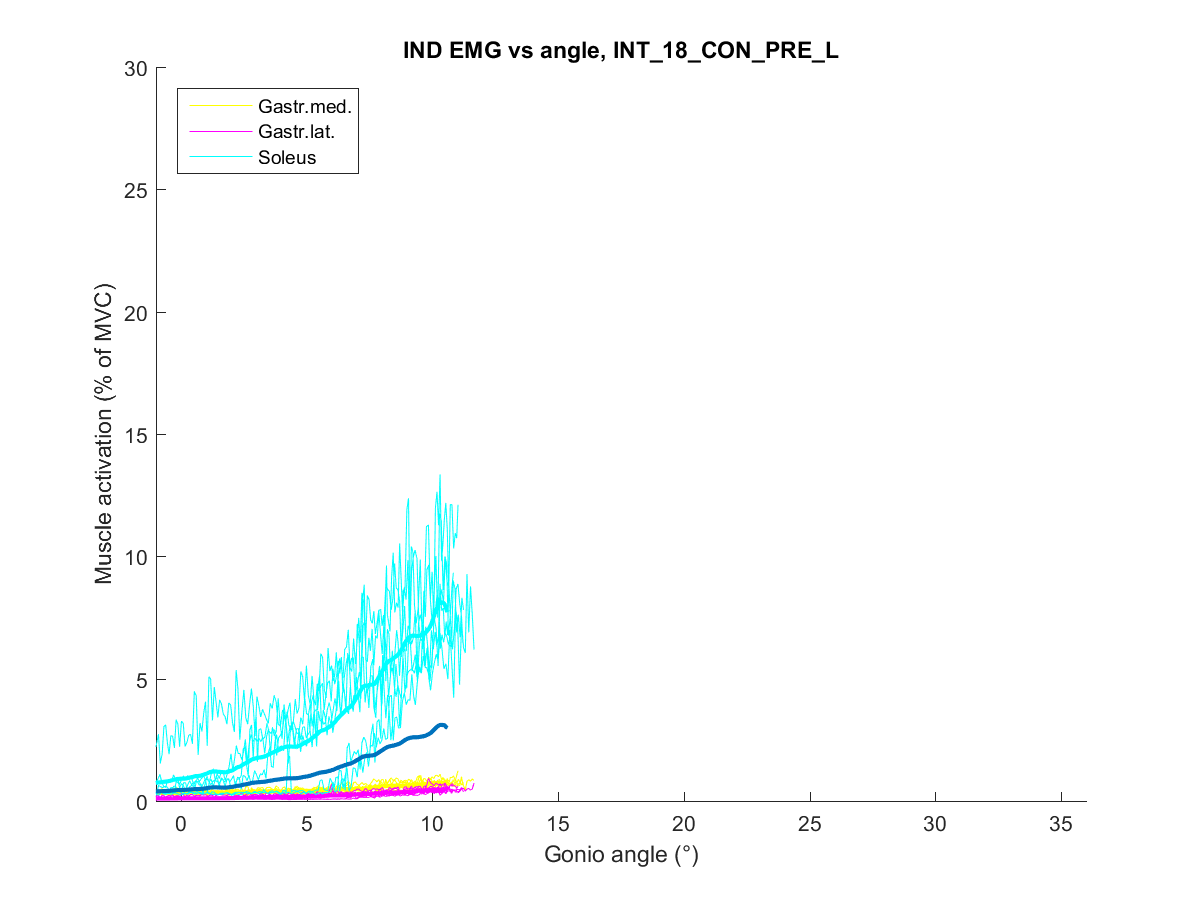 IND EMG vs angle, INT_18_CON_PRE_L
30
25
20
15
10
5
0
Muscle activation (% of MVC)
Gastr.med.
Gastr.lat.
Soleus
0 5 10 15 20 25 30 35
Gonio angle (°)